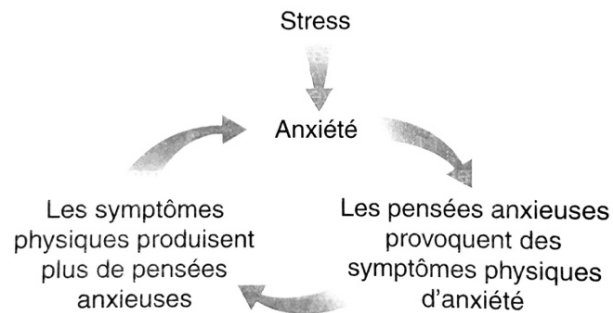 Stress
Anxiété
Les symptômes
physiques produisent
plus de pensées
anxieuses
Les pensées anxieuses
provoquent des
symptômes physiques
d'anxiété